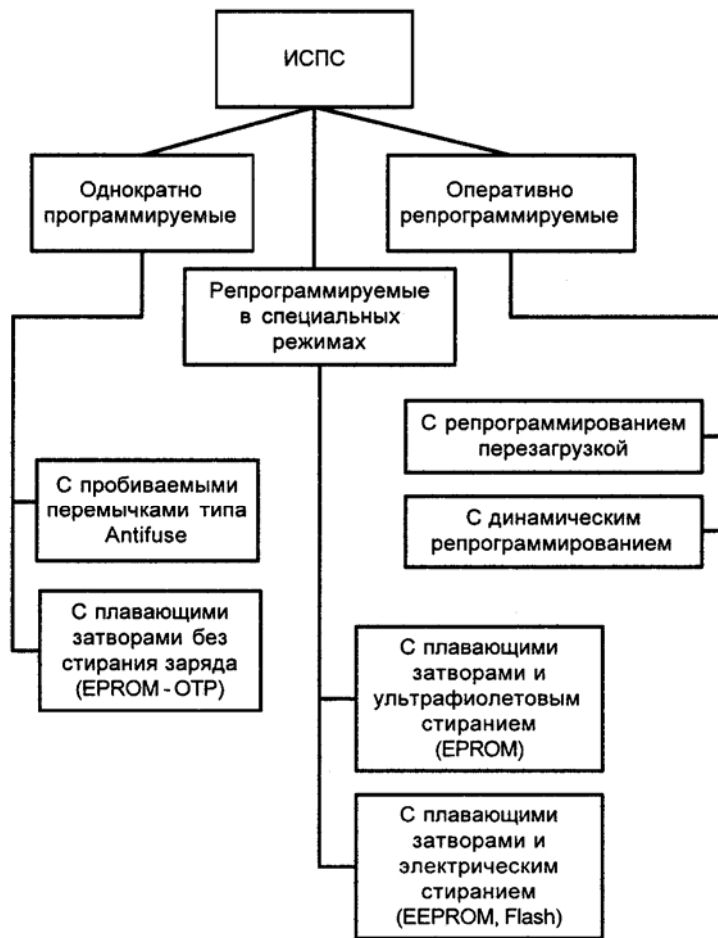 ИСПС
Однократно
программируемые
Оперативно
репрограммируемые
Репрограммируемые
в специальных
режимах
С репрограммированием
перезагрузкой
С пробиваемыми
перемычками типа
Antifuse
С динамическим
репрограммированием
С плавающими
затворами без
стирания заряда
(EPROM - OTP)
С плавающими
затворами и
ультрафиолетовым
стиранием
(EPROM)
С плавающими
затворами и
электрическим
стиранием
(EEPROM, Flash)